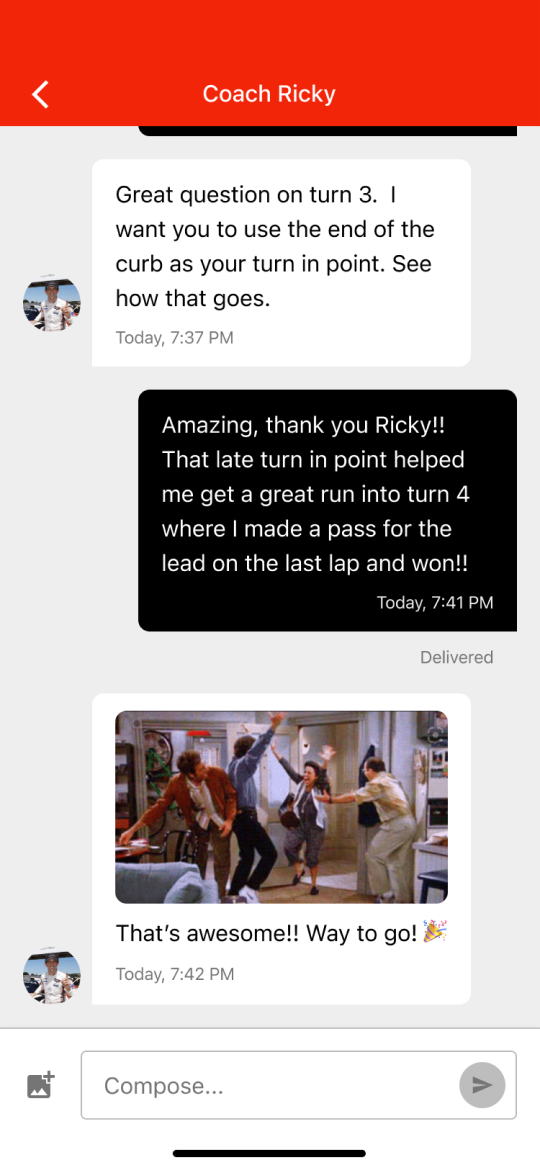 Coach Ricky
Great question on turn 3.  I
want you to use the end of the
curb as your turn in point. See
how that goes.
Today, 7:37 PM
Amazing, thank you Ricky!!
That late turn in point helped
me get a great run into turn 4
where I made a pass for the
lead on the last lap and won!!
Today, 7:41 PM
Delivered
That’s awesome!! Way to go! 🎉
Today, 7:42 PM
Compose...